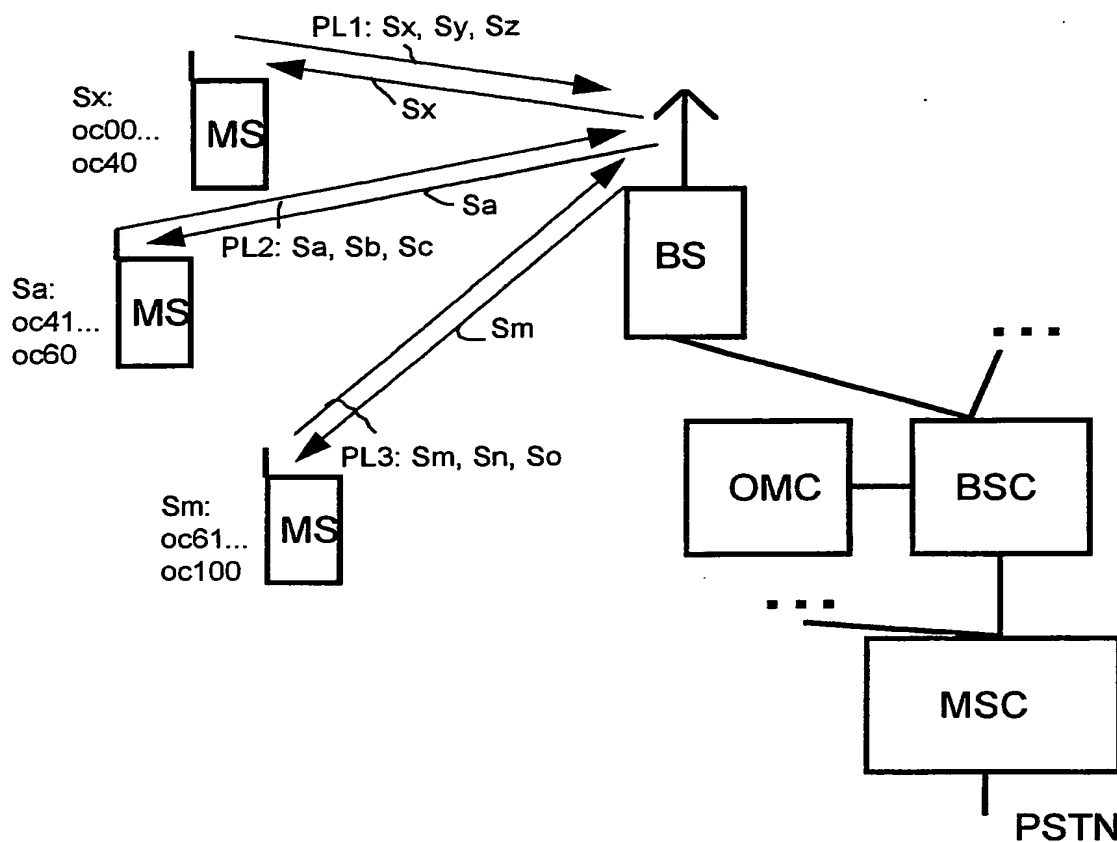 PL1: Sx, Sy, Sz
Sx
Sx:
oc00...
oc40
MS
Sa
PL2: Sa, Sb, Sc
BS
Sa:
oc41...
oc60
MS
Sm
...
PL3: Sm, Sn, So
OMC
BSC
Sm:
oc61...
oc100
MS
...
MSC
PSTN